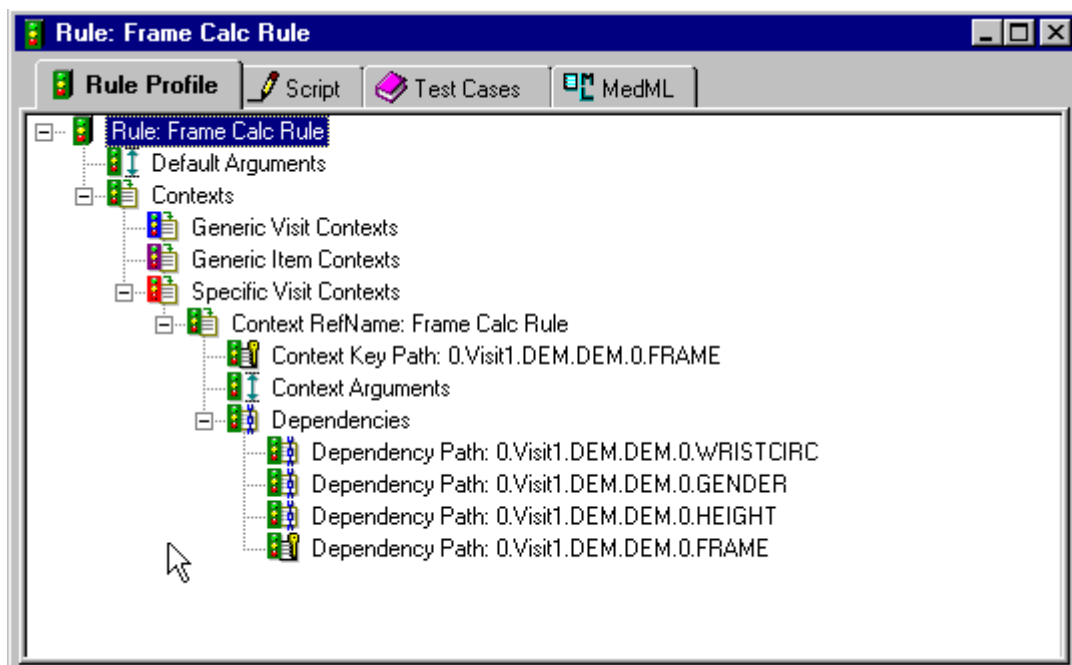 Rule: Frame Calc Rule
Rule Profile Script Test Cases MedML
Rule: Frame Calc Rule
Default Arguments
Contexts
Generic Visit Contexts
Generic Item Contexts
Specific Visit Contexts
Context RefName: Frame Calc Rule
Context Key Path: 0.Visit1.DEM.DEM.0.FRAME
Context Arguments
Dependencies
Dependency Path: 0.Visit1.DEM.DEM.0.WRISTCIRC
Dependency Path: 0.Visit1.DEM.DEM.0.GENDER
Dependency Path: 0.Visit1.DEM.DEM.0.HEIGHT
Dependency Path: 0.Visit1.DEM.DEM.0.FRAME